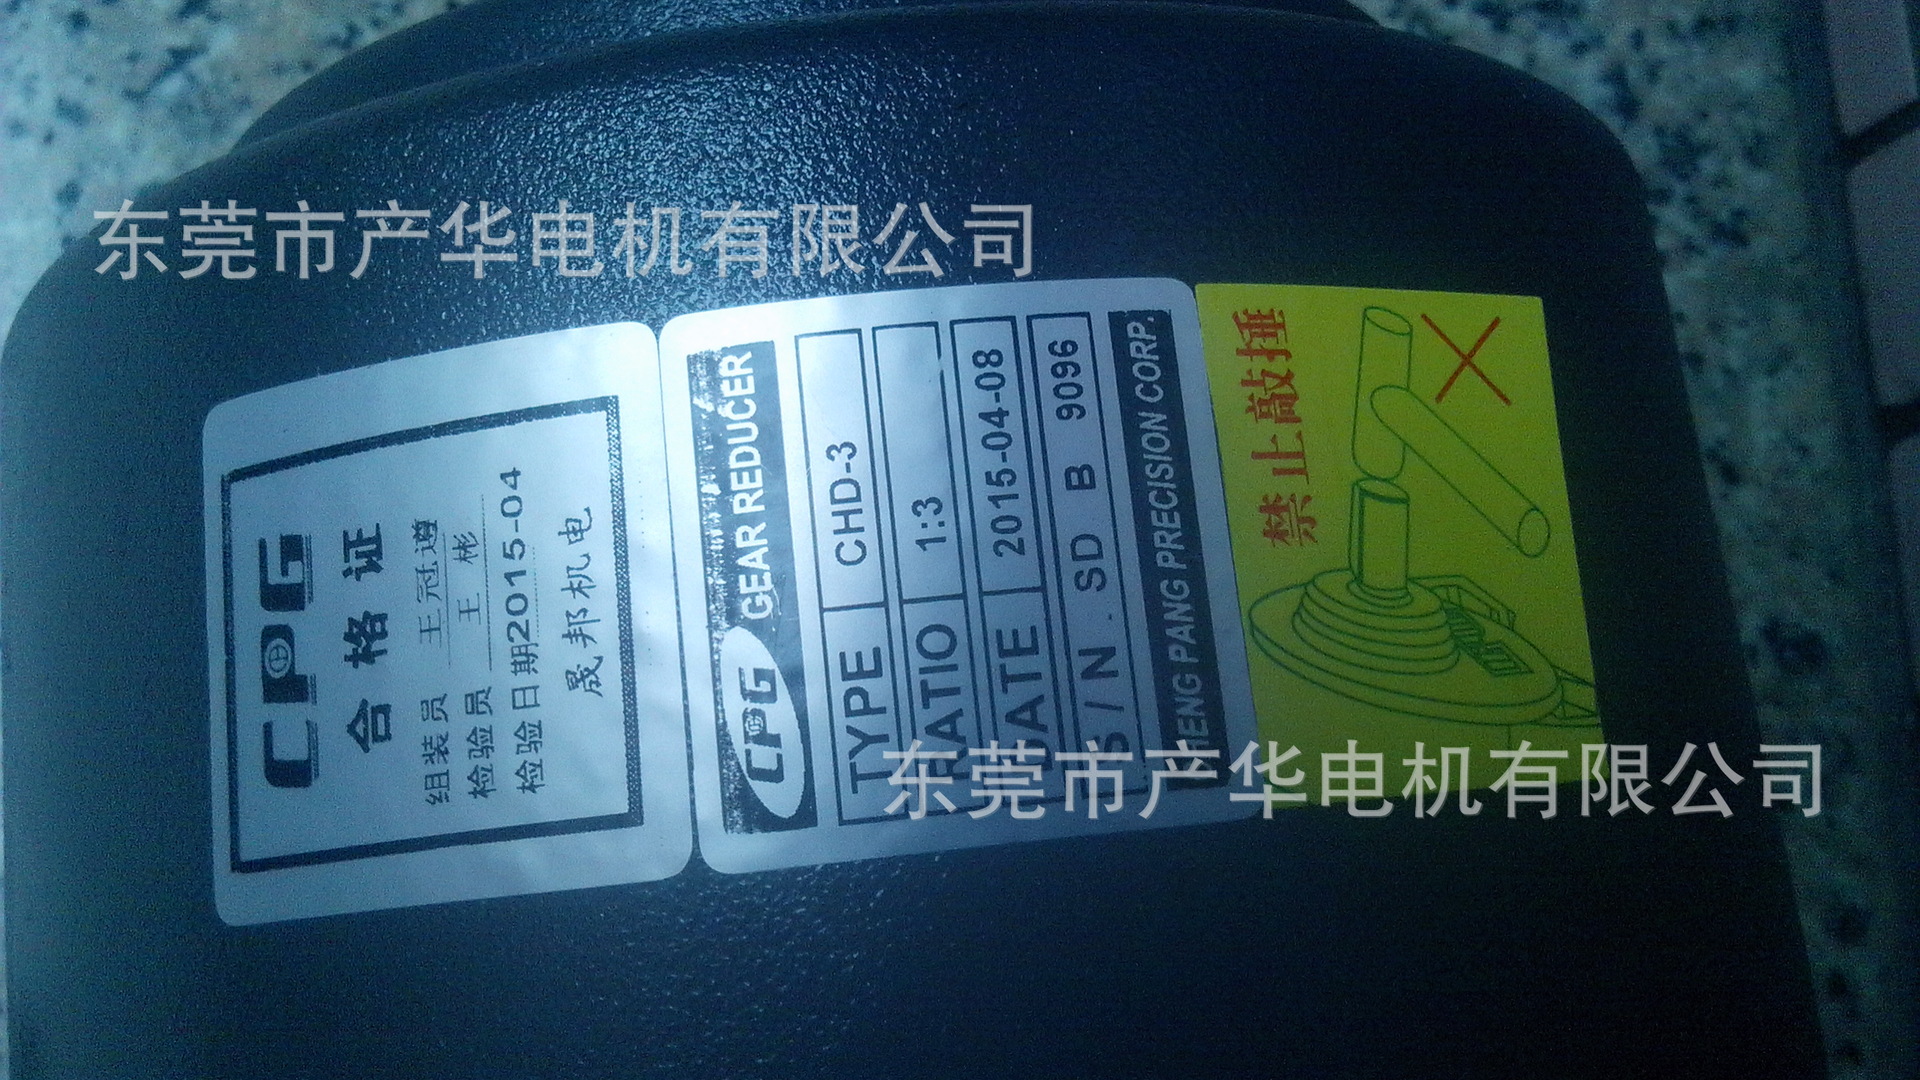 东莞市产华电机有限公司
CPG
合格证
组装员 王冠遵
检验员 王彬
检验日期2015-04
晟邦机电
CPG GEAR REDUCER
TYPE CHD-3
RATIO 1:3
DATE 2015-04-08
S/N. SD B 9096
HENG PANG PRECISION CORP.
禁止敲捶
东莞市产华电机有限公司